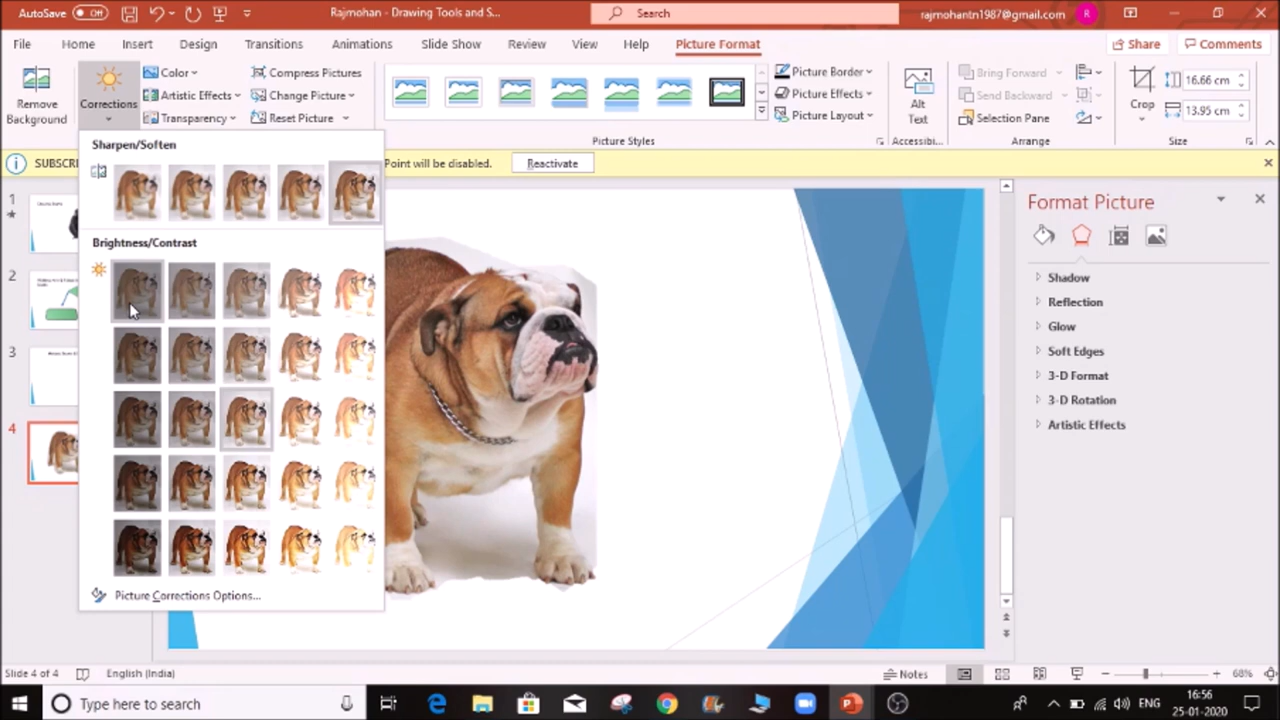 AutoSave Off Rajmohan - Drawing Tools and S... Search rajmohantn1987@gmail.com R
File Home Insert Design Transitions Animations Slide Show Review View Help Picture Format Share Comments
Remove Background
Corrections
Color
Artistic Effects
Transparency
Compress Pictures
Change Picture
Reset Picture
Picture Border
Picture Effects
Picture Layout
Picture Styles
Alt Text
Accessibi...
Bring Forward
Send Backward
Selection Pane
Arrange
Crop
16.66 cm
13.95 cm
Size
SUBSCRI
Point will be disabled. Reactivate
Sharpen/Soften
Brightness/Contrast
Picture Corrections Options...
1
2
3
4
Format Picture
Shadow
Reflection
Glow
Soft Edges
3-D Format
3-D Rotation
Artistic Effects
Slide 4 of 4 English (India) Notes 68%
Type here to search ENG 16:56
25-01-2020